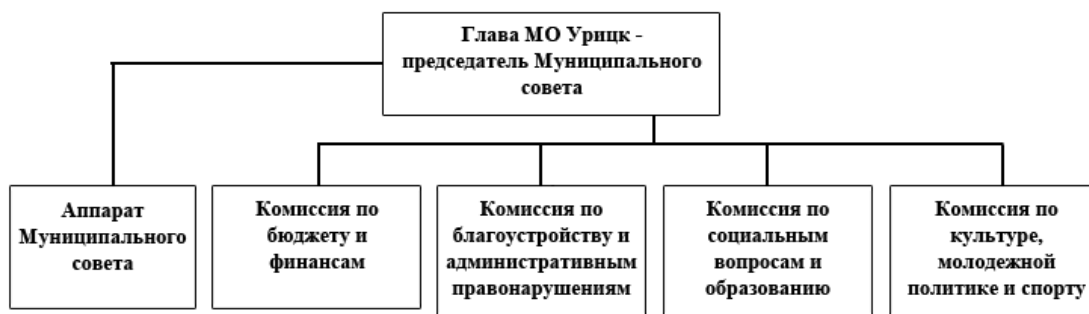 Глава МО Урицк -
председатель Муниципального
совета
Аппарат
Муниципального
совета
Комиссия по
бюджету и
финансам
Комиссия по
благоустройству и
административным
правонарушениям
Комиссия по
социальным
вопросам и
образованию
Комиссия по
культуре,
молодежной
политике и спорту